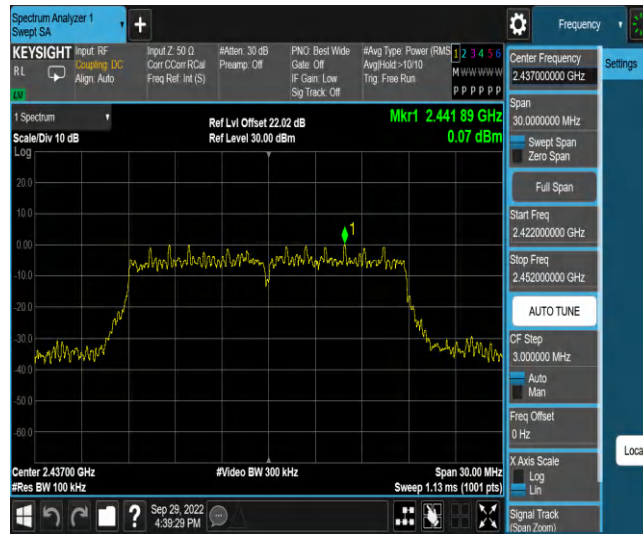 Spectrum Analyzer 1
Swept SA
Frequency
KEYSIGHT
RL
LNI
Input: RF
Coupling: DC
Align: Auto
Input Z: 50 Ω
Corr CCorr RCal
Freq Ref: Int (S)
#Atten: 30 dB
Preamp: Off
PNO: Best Wide
Gate: Off
IF Gain: Low
Sig Track: Off
#Avg Type: Power (RMS
Avg|Hold:>10/10
Trig: Free Run
1 2 3 4 5 6
M W W W W W
P P P P P P
1 Spectrum
Scale/Div 10 dB
Log
Ref Lvl Offset 22.02 dB
Ref Level 30.00 dBm
Mkr1 2.441 89 GHz
0.07 dBm
20.0
10.0
0.00
-10.0
-20.0
-30.0
-40.0
-50.0
-60.0
1
Center 2.43700 GHz
#Res BW 100 kHz
#Video BW 300 kHz
Span 30.00 MHz
Sweep 1.13 ms (1001 pts)
Sep 29, 2022
4:39:29 PM
?
Center Frequency
2.437000000 GHz
Settings
Span
30.0000000 MHz
Swept Span
Zero Span
Full Span
Start Freq
2.422000000 GHz
Stop Freq
2.452000000 GHz
AUTO TUNE
CF Step
3.000000 MHz
Auto
Man
Freq Offset
0 Hz
Loca
X Axis Scale
Log
Lin
Signal Track
(Span Zoom)